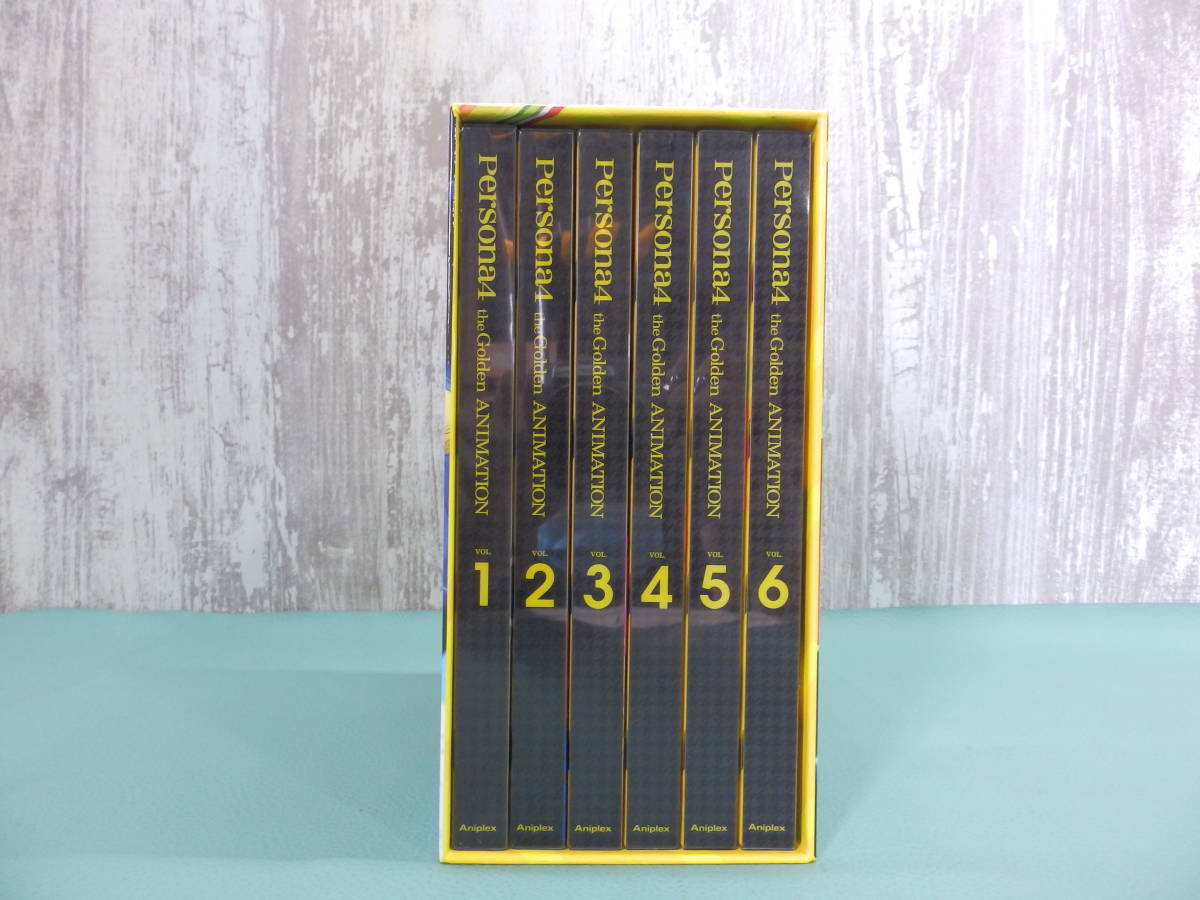 Persona4 the Golden ANIMATION VOL. 1 Aniplex
Persona4 the Golden ANIMATION VOL. 2 Aniplex
Persona4 the Golden ANIMATION VOL. 3 Aniplex
Persona4 the Golden ANIMATION VOL. 4 Aniplex
Persona4 the Golden ANIMATION VOL. 5 Aniplex
Persona4 the Golden ANIMATION VOL. 6 Aniplex